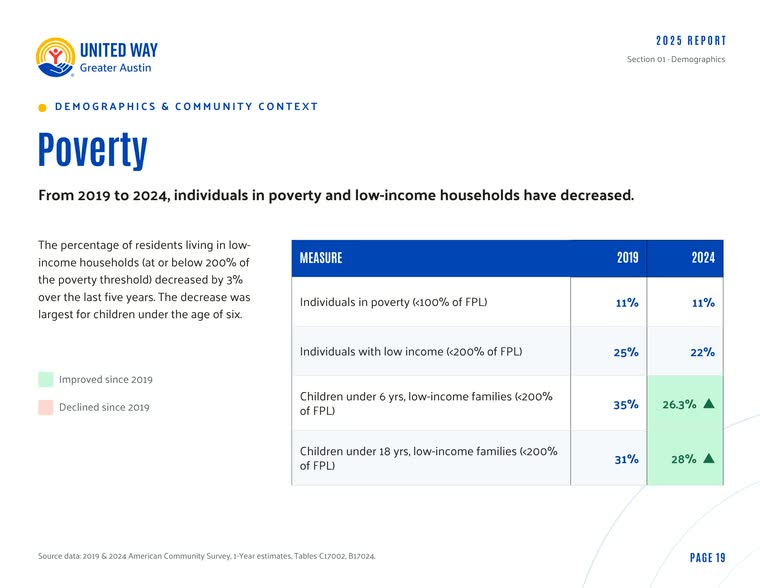 UNITED WAY
Greater Austin
2025 REPORT
Section 01 · Demographics
DEMOGRAPHICS & COMMUNITY CONTEXT
Poverty
From 2019 to 2024, individuals in poverty and low-income households have decreased.
The percentage of residents living in low-
income households (at or below 200% of
the poverty threshold) decreased by 3%
over the last five years. The decrease was
largest for children under the age of six.
Improved since 2019
Declined since 2019
MEASURE 2019 2024
Individuals in poverty (<100% of FPL) 11% 11%
Individuals with low income (<200% of FPL) 25% 22%
Children under 6 yrs, low-income families (<200%
of FPL) 35% 26.3% ▲
Children under 18 yrs, low-income families (<200%
of FPL) 31% 28% ▲
Source data: 2019 & 2024 American Community Survey, 1-Year estimates, Tables C17002, B17024.
PAGE 19